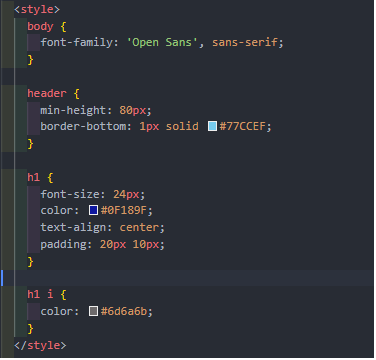 <style>
body {
font-family: 'Open Sans', sans-serif;
}
header {
min-height: 80px;
border-bottom: 1px solid #77CCEF;
}
h1 {
font-size: 24px;
color: #0F189F;
text-align: center;
padding: 20px 10px;
}
h1 i {
color: #6d6a6b;
}
</style>